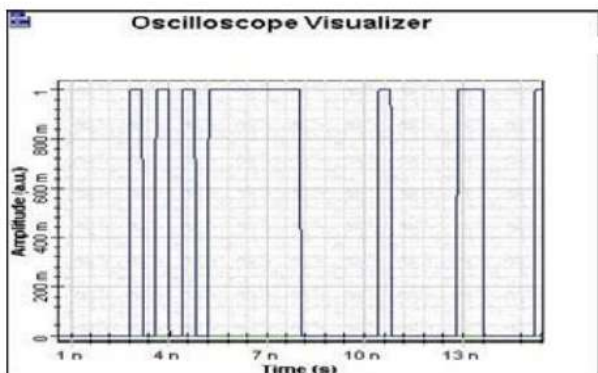 Oscilloscope Visualizer
Amplitude (a.u.)
1
800 m
600 m
400 m
200 m
0
1 n
4 n
7 n
10 n
13 n
Time (s)